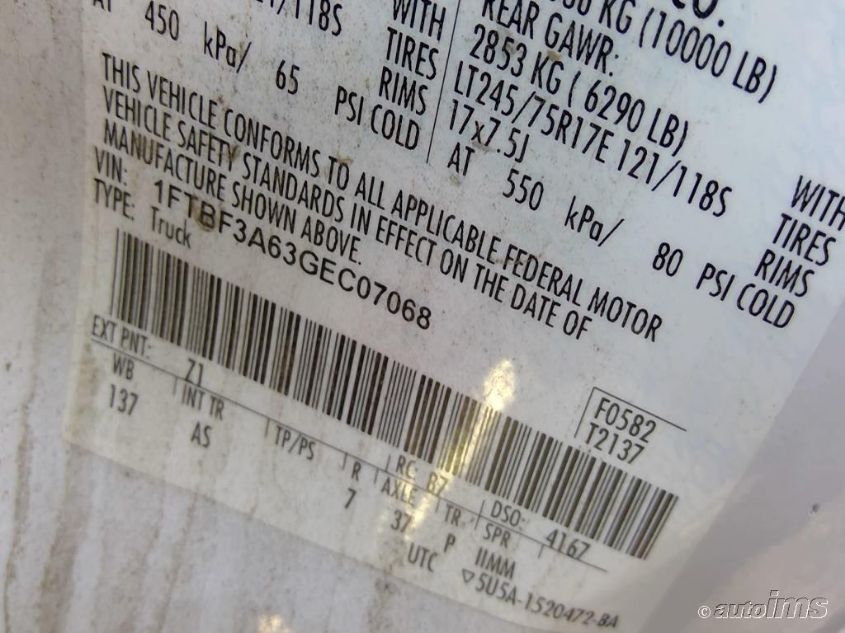 CO.
KG (10000 LB)
REAR GAWR:
2853 KG ( 6290 LB)
LT245/75R17E 121/118S WITH
17x7.5J TIRES
AT 550 kPa/ 80 RIMS
PSI COLD
/118S WITH
TIRES
AT 450 kPa/ 65 RIMS
PSI COLD
THIS VEHICLE CONFORMS TO ALL APPLICABLE FEDERAL MOTOR
VEHICLE SAFETY STANDARDS IN EFFECT ON THE DATE OF
MANUFACTURE SHOWN ABOVE.
VIN: 1FTBF3A63GEC07068
TYPE: Truck
F0582
T2137
EXT PNT: Z1 RC: B7 DSO: 4167
WB INT TR TP/PS R AXLE TR SPR
137 AS 7 37 P IIMM
UTC ▽5U5A-1520472-BA
© autoims